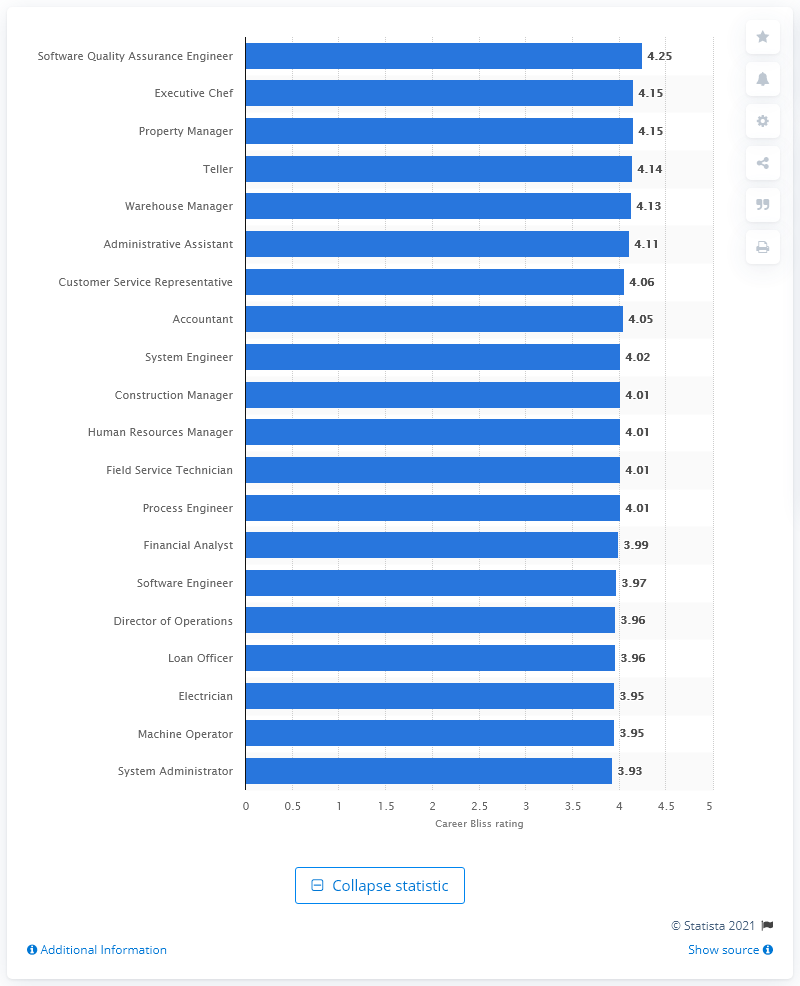 Software Quality Assurance Engineer 4.25
Executive Chef 4.15
Property Manager 4.15
Teller 4.14
Warehouse Manager 4.13
Administrative Assistant 4.11
Customer Service Representative 4.06
Accountant 4.05
System Engineer 4.02
Construction Manager 4.01
Human Resources Manager 4.01
Field Service Technician 4.01
Process Engineer 4.01
Financial Analyst 3.99
Software Engineer 3.97
Director of Operations 3.96
Loan Officer 3.96
Electrician 3.95
Machine Operator 3.95
System Administrator 3.93
0 0.5 1 1.5 2 2.5 3 3.5 4 4.5 5
Career Bliss rating
Collapse statistic
© Statista 2021
Additional Information Show source